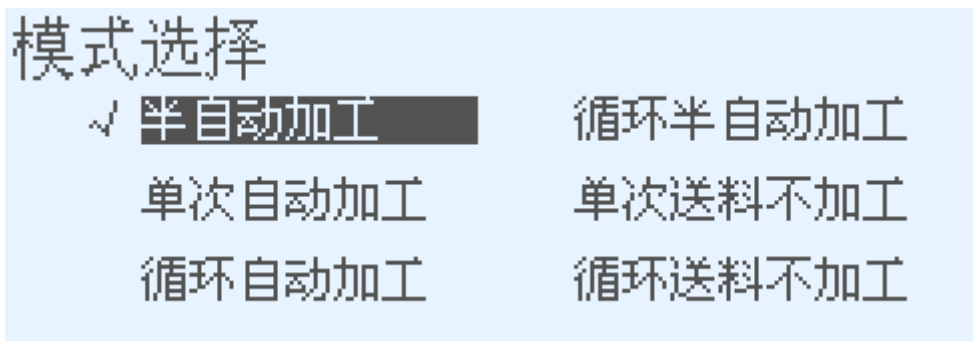 模式选择
√ 半自动加工 循环半自动加工
单次自动加工 单次送料不加工
循环自动加工 循环送料不加工